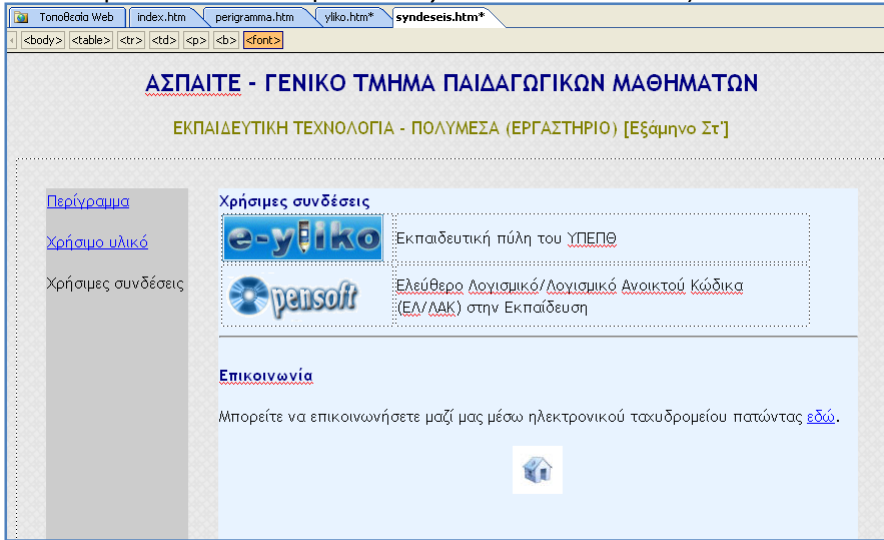 Τοποθεσία Web index.htm perigramma.htm yliko.htm* syndeseis.htm*
<body> <table> <tr> <td> <p> <b> <font>
ΑΣΠΑΙΤΕ - ΓΕΝΙΚΟ ΤΜΗΜΑ ΠΑΙΔΑΓΩΓΙΚΩΝ ΜΑΘΗΜΑΤΩΝ
ΕΚΠΑΙΔΕΥΤΙΚΗ ΤΕΧΝΟΛΟΓΙΑ - ΠΟΛΥΜΕΣΑ (ΕΡΓΑΣΤΗΡΙΟ) [Εξάμηνο Στ']
Περίγραμμα
Χρήσιμο υλικό
Χρήσιμες συνδέσεις
Χρήσιμες συνδέσεις
e-yliko
Εκπαιδευτική πύλη του ΥΠΕΠΘ
Opensoft
Ελεύθερο Λογισμικό/Λογισμικό Ανοικτού Κώδικα
(ΕΛ/ΛΑΚ) στην Εκπαίδευση
Επικοινωνία
Μπορείτε να επικοινωνήσετε μαζί μας μέσω ηλεκτρονικού ταχυδρομείου πατώντας εδώ.